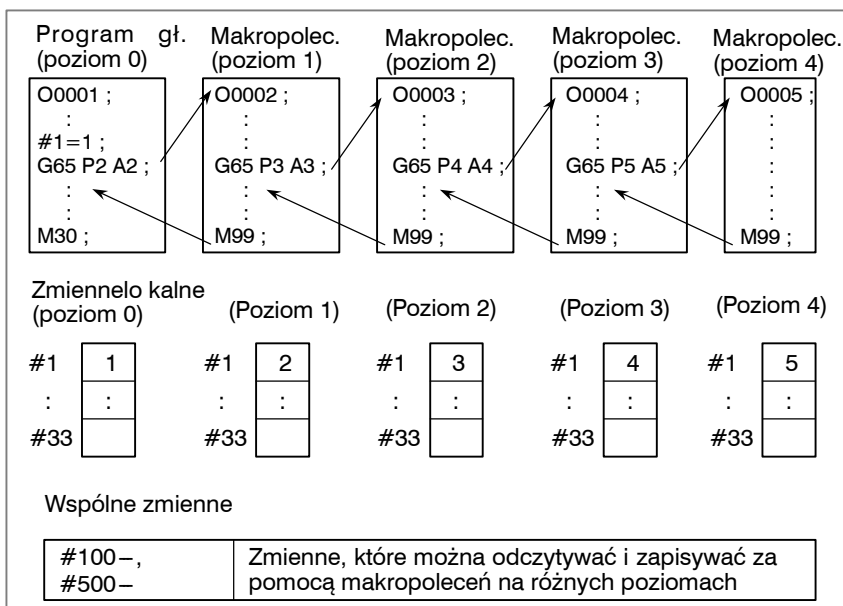 Program gł. Makropolec. Makropolec. Makropolec. Makropolec.
(poziom 0) (poziom 1) (poziom 2) (poziom 3) (poziom 4)
O0001 ; O0002 ; O0003 ; O0004 ; O0005 ;
: : : : :
#1=1 ; : : : :
G65 P2 A2 ; G65 P3 A3 ; G65 P4 A4 ; G65 P5 A5 ; :
: : : : :
: : : : :
M30 ; M99 ; M99 ; M99 ; M99 ;
Zmiennelo kalne
(poziom 0) (Poziom 1) (Poziom 2) (Poziom 3) (Poziom 4)
#1 1 #1 2 #1 3 #1 4 #1 5
: : : : : : : : : :
#33 #33 #33 #33 #33
Wspólne zmienne
#100–, Zmienne, które można odczytywać i zapisywać za
#500– pomocą makropoleceń na różnych poziomach